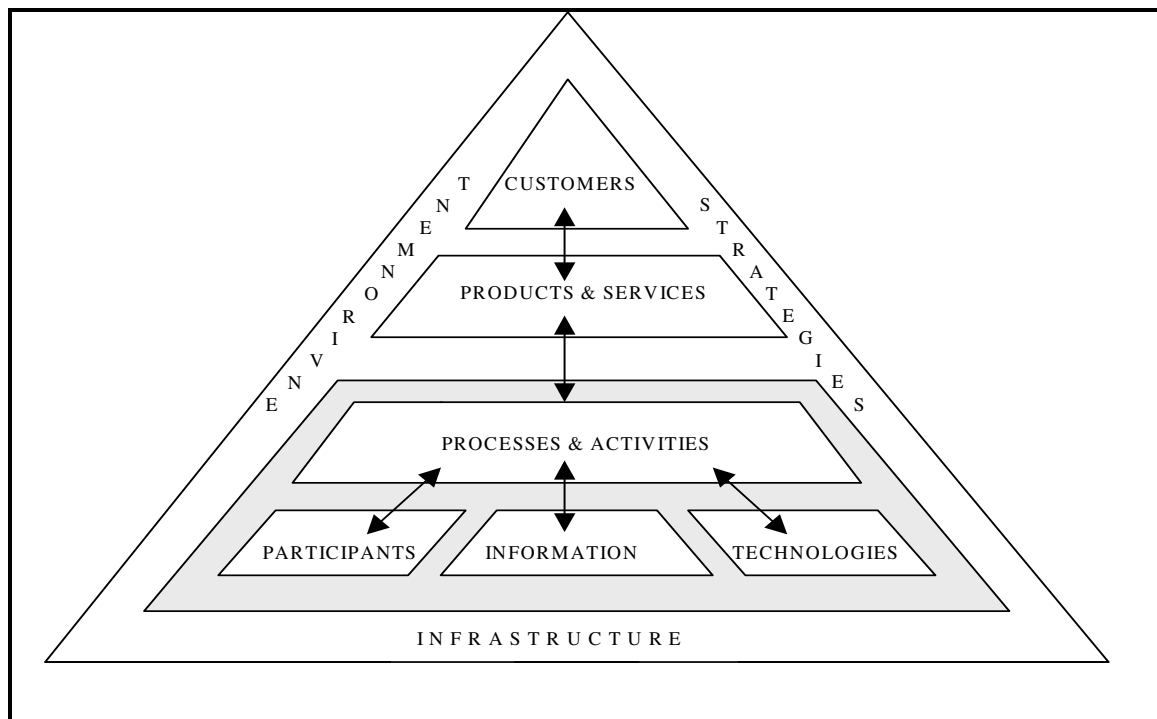 CUSTOMERS
ENVIRONMENT
STRATEGIES
PRODUCTS & SERVICES
PROCESSES & ACTIVITIES
PARTICIPANTS
INFORMATION
TECHNOLOGIES
INFRASTRUCTURE